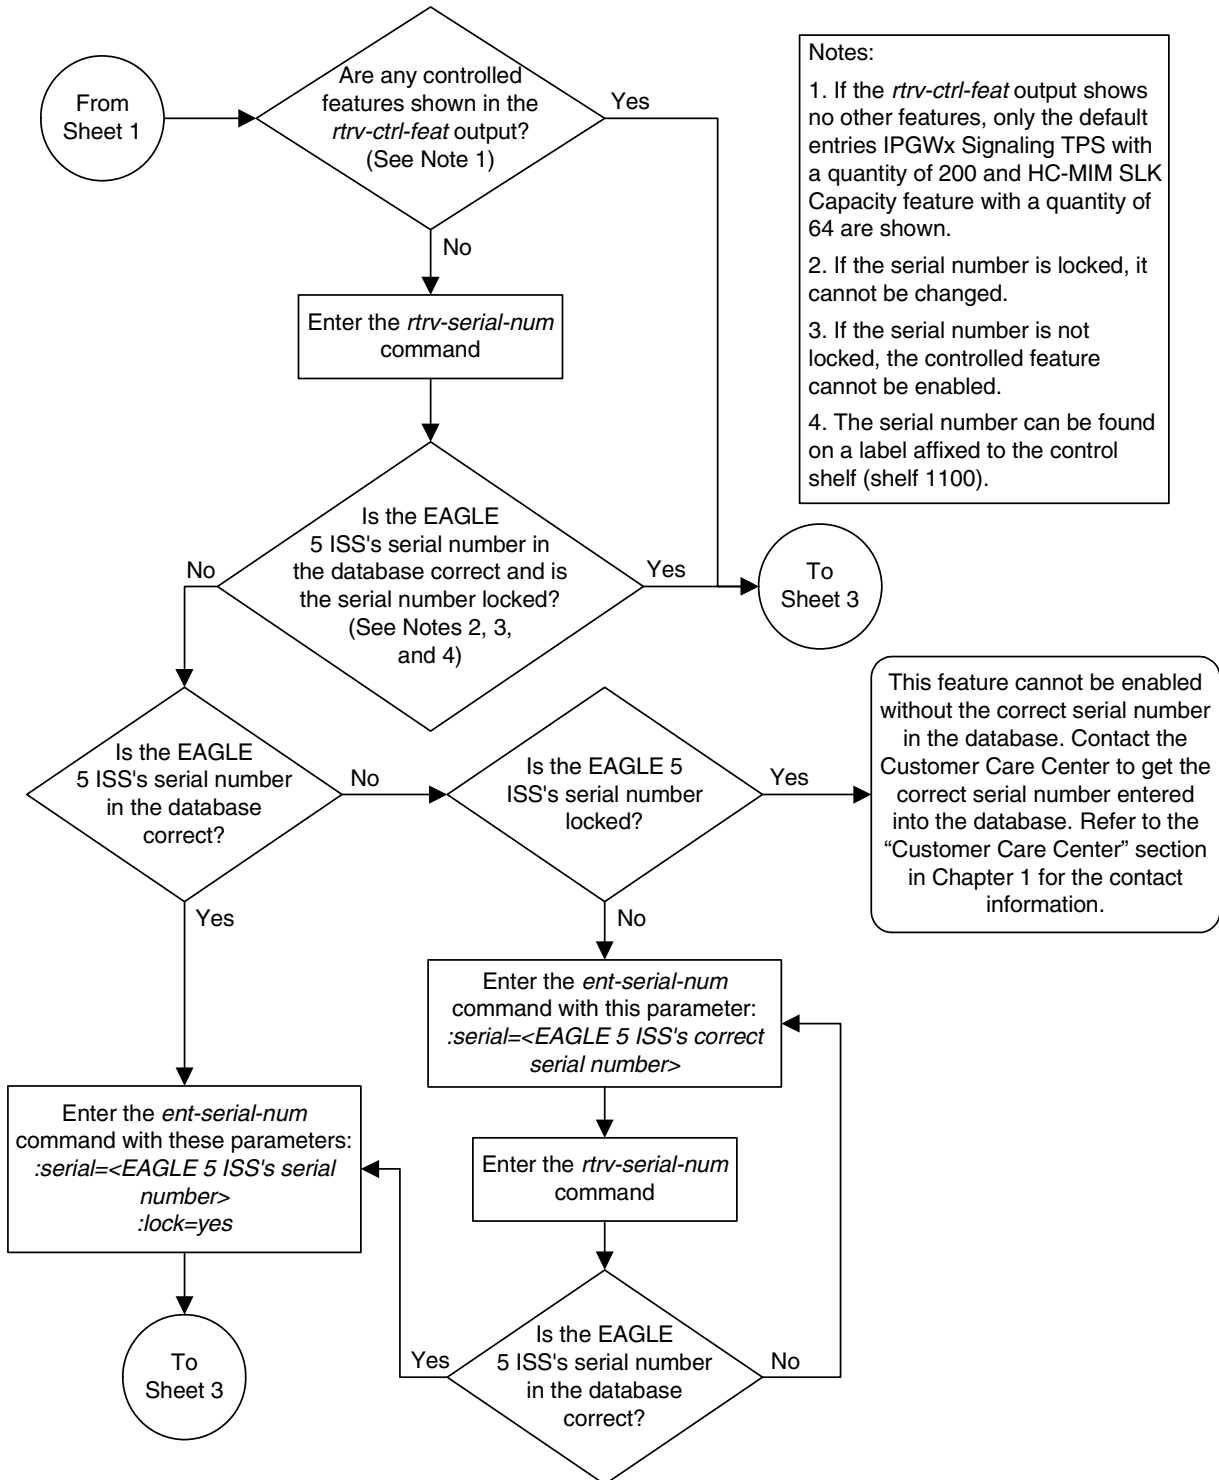 From
Sheet 1
Are any controlled
features shown in the
rtrv-ctrl-feat output?
(See Note 1)
Yes
No
Notes:
1. If the rtrv-ctrl-feat output shows
no other features, only the default
entries IPGWx Signaling TPS with
a quantity of 200 and HC-MIM SLK
Capacity feature with a quantity of
64 are shown.
2. If the serial number is locked, it
cannot be changed.
3. If the serial number is not
locked, the controlled feature
cannot be enabled.
4. The serial number can be found
on a label affixed to the control
shelf (shelf 1100).
Enter the rtrv-serial-num
command
Is the EAGLE
5 ISS's serial number in
the database correct and is
the serial number locked?
(See Notes 2, 3,
and 4)
No
Yes
To
Sheet 3
Is the EAGLE
5 ISS's serial number
in the database
correct?
No
Yes
Is the EAGLE 5
ISS's serial number
locked?
Yes
No
This feature cannot be enabled
without the correct serial number
in the database. Contact the
Customer Care Center to get the
correct serial number entered
into the database. Refer to the
“Customer Care Center” section
in Chapter 1 for the contact
information.
Enter the ent-serial-num
command with this parameter:
:serial=<EAGLE 5 ISS's correct
serial number>
Enter the ent-serial-num
command with these parameters:
:serial=<EAGLE 5 ISS's serial
number>
:lock=yes
Enter the rtrv-serial-num
command
Is the EAGLE
5 ISS's serial number
in the database
correct?
Yes
No
To
Sheet 3